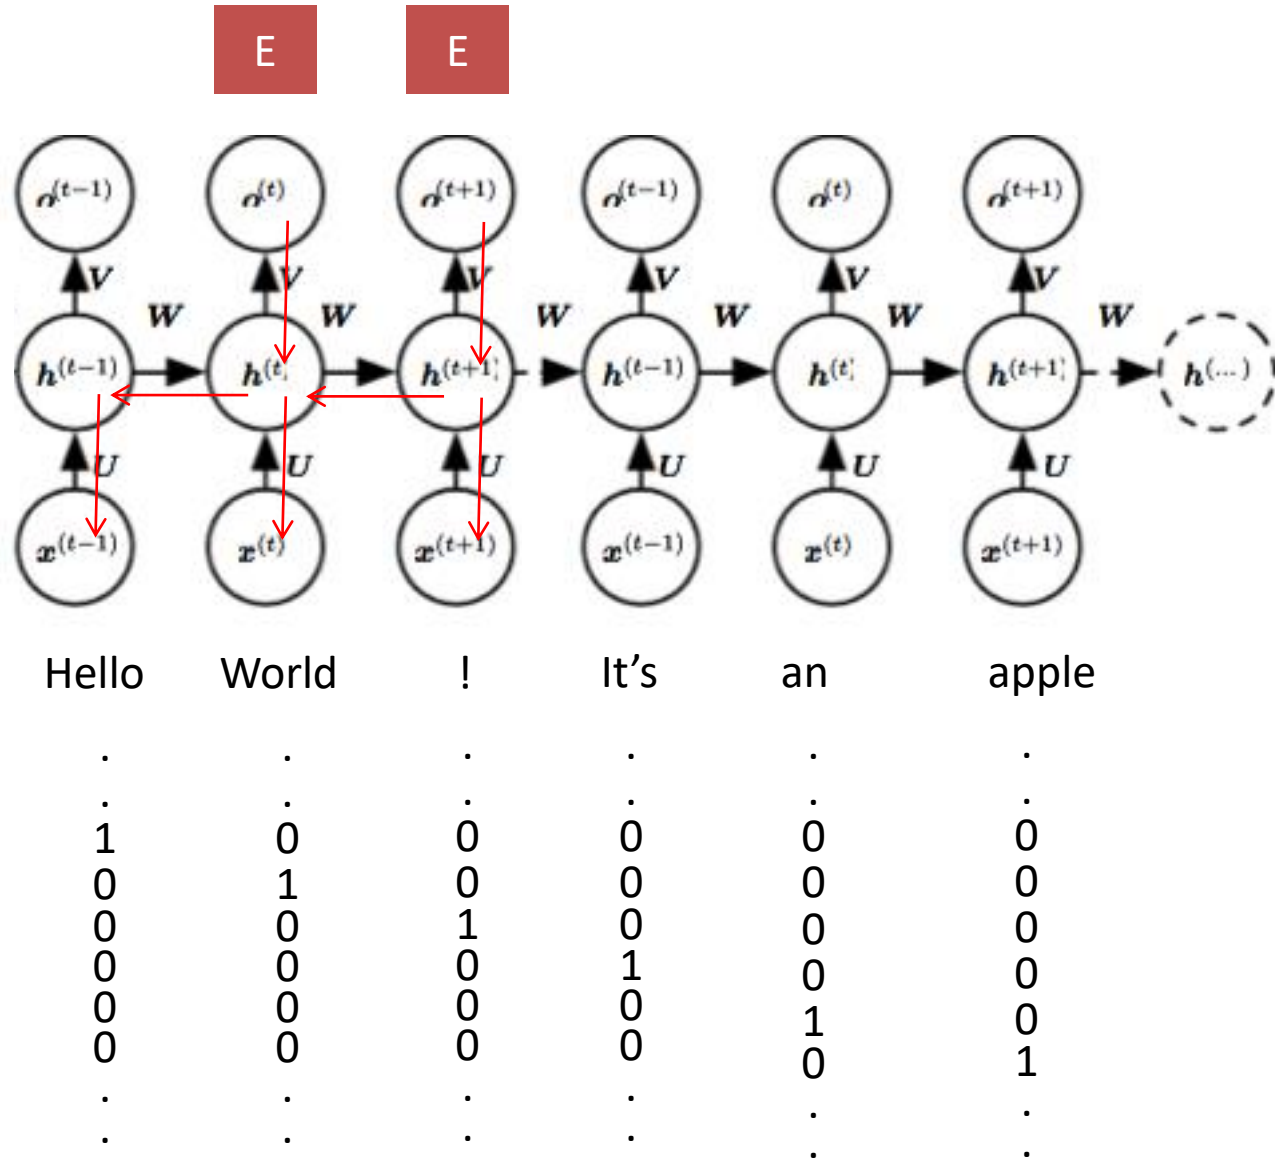 E E
o(t−1) o(t) o(t+1) o(t−1) o(t) o(t+1)
V V V V V V
W W W W W W
h(t−1) h(t) h(t+1) h(t−1) h(t) h(t+1) h(...)
U U U U U U
x(t−1) x(t) x(t+1) x(t−1) x(t) x(t+1)
Hello World ! It’s an apple
. . . . . .
. . . . . .
1 0 0 0 0 0
0 1 0 0 0 0
0 0 1 0 0 0
0 0 0 1 0 0
0 0 0 0 1 0
0 0 0 0 0 1
. . . . . .
. . . . . .